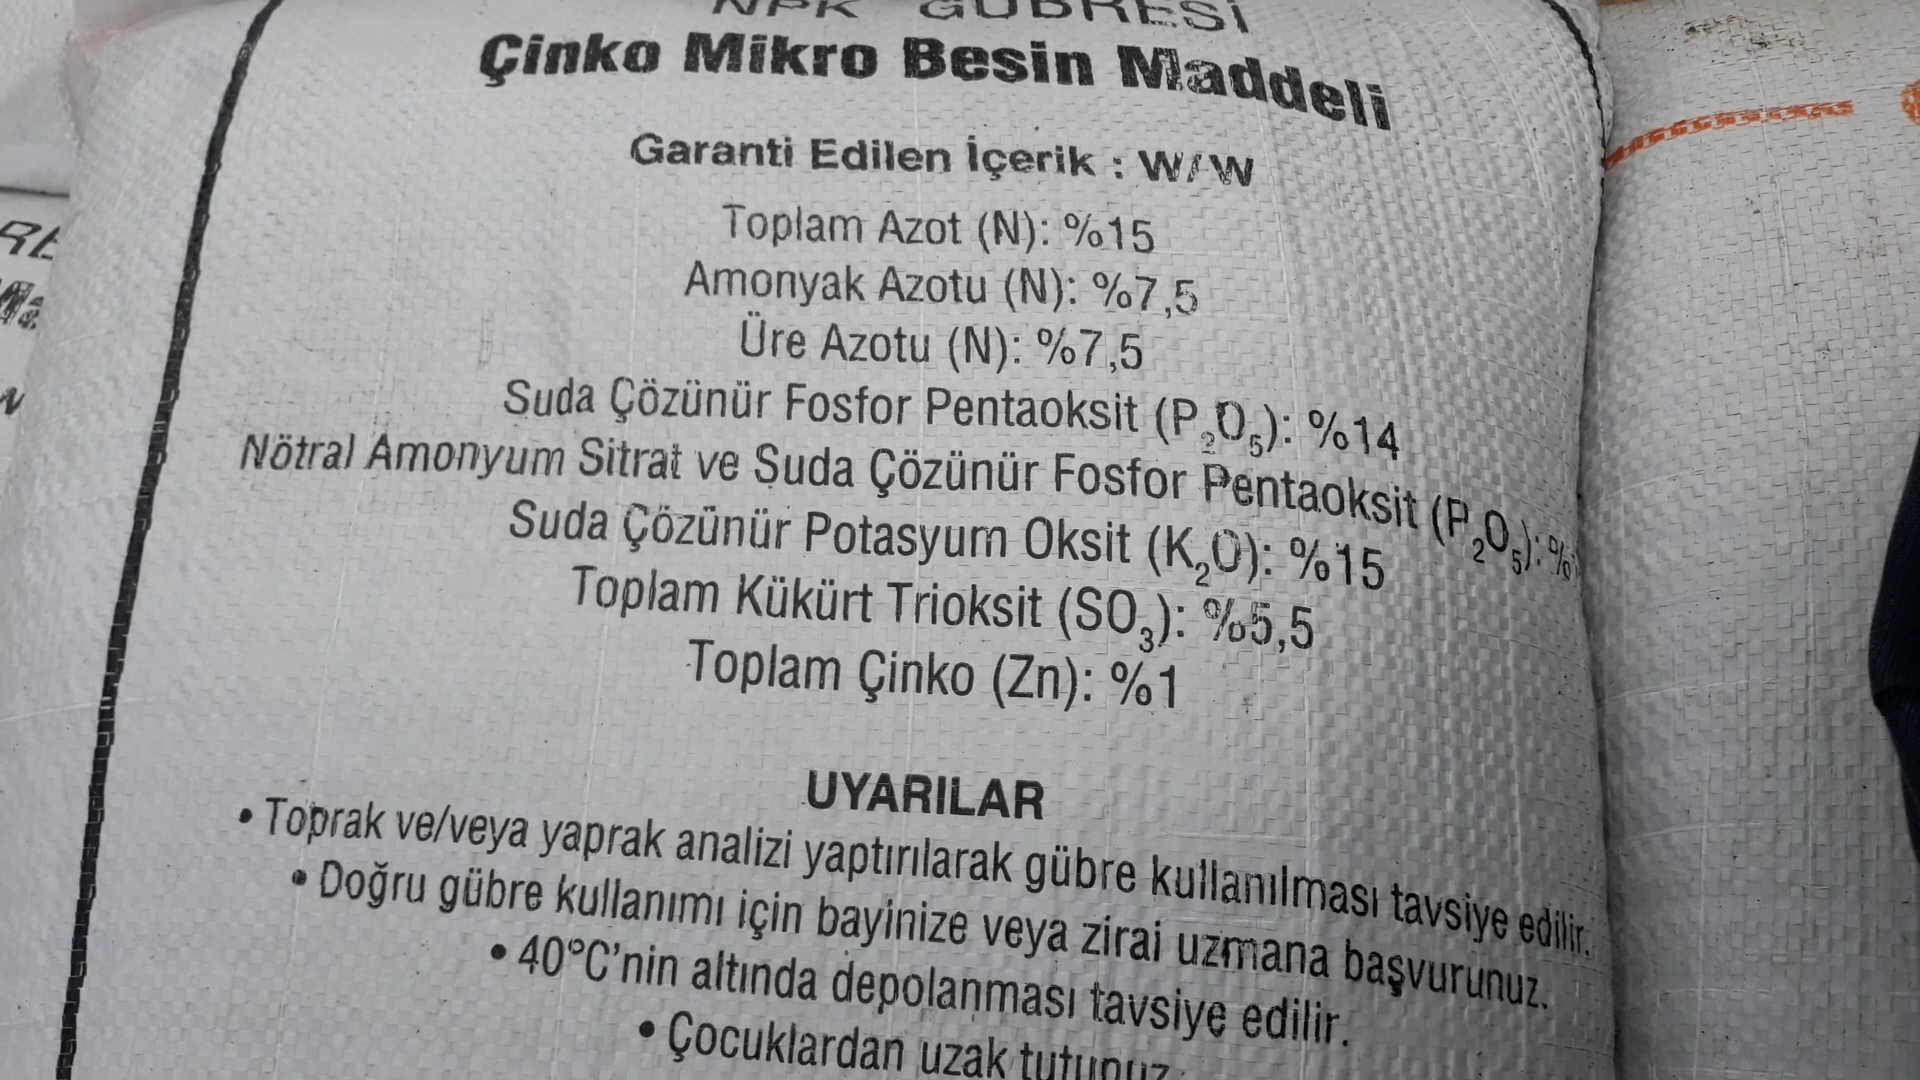 NPK GÜBRESİ
Çinko Mikro Besin Maddeli
Garanti Edilen İçerik : W/W
Toplam Azot (N): %15
Amonyak Azotu (N): %7,5
Üre Azotu (N): %7,5
Suda Çözünür Fosfor Pentaoksit (P₂O₅): %14
Nötral Amonyum Sitrat ve Suda Çözünür Fosfor Pentaoksit (P₂O₅): %
Suda Çözünür Potasyum Oksit (K₂O): %15
Toplam Kükürt Trioksit (SO₃): %5,5
Toplam Çinko (Zn): %1
UYARILAR
• Toprak ve/veya yaprak analizi yaptırılarak gübre kullanılması tavsiye edilir.
• Doğru gübre kullanımı için bayinize veya zirai uzmana başvurunuz.
• 40°C'nin altında depolanması tavsiye edilir.
• Çocuklardan uzak tutunuz.